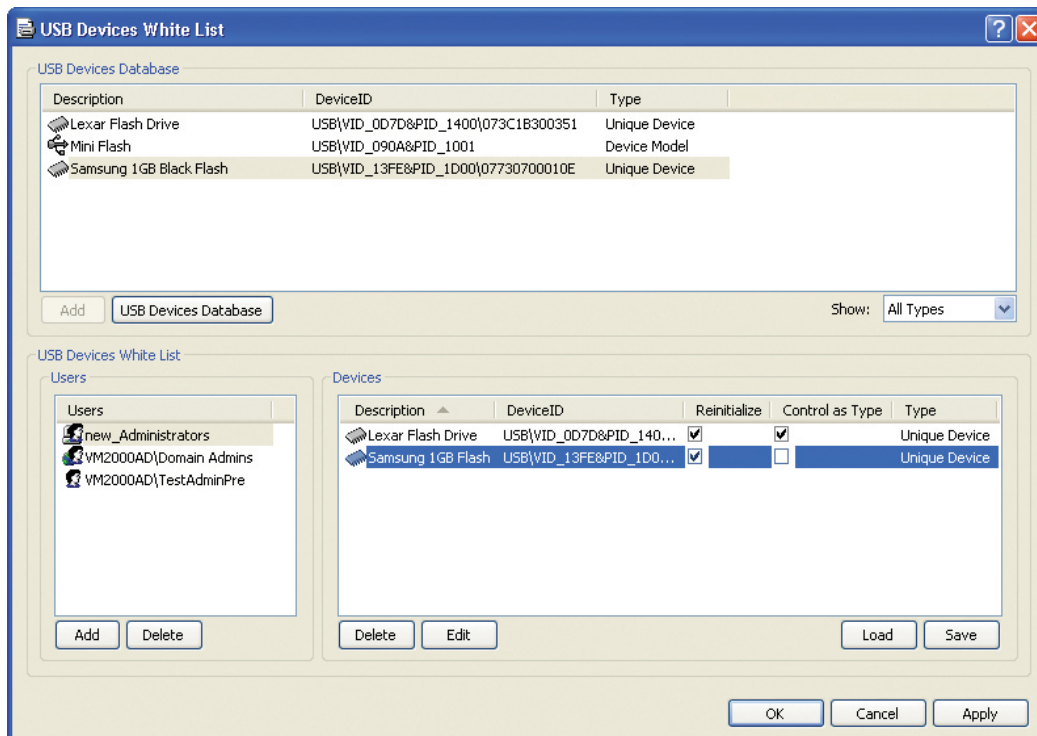 USB Devices White List
USB Devices Database
Description DeviceID Type
Lexar Flash Drive USB\VID_0D7D&PID_1400\073C1B300351 Unique Device
Mini Flash USB\VID_090A&PID_1001 Device Model
Samsung 1GB Black Flash USB\VID_13FE&PID_1D00\07730700010E Unique Device
Add USB Devices Database Show: All Types
USB Devices White List
Users
Users
new_Administrators
VM2000AD\Domain Admins
VM2000AD\TestAdminPre
Add Delete
Devices
Description DeviceID Reinitialize Control as Type Type
Lexar Flash Drive USB\VID_0D7D&PID_140... Unique Device
Samsung 1GB Flash USB\VID_13FE&PID_1D0... Unique Device
Delete Edit Load Save
OK Cancel Apply